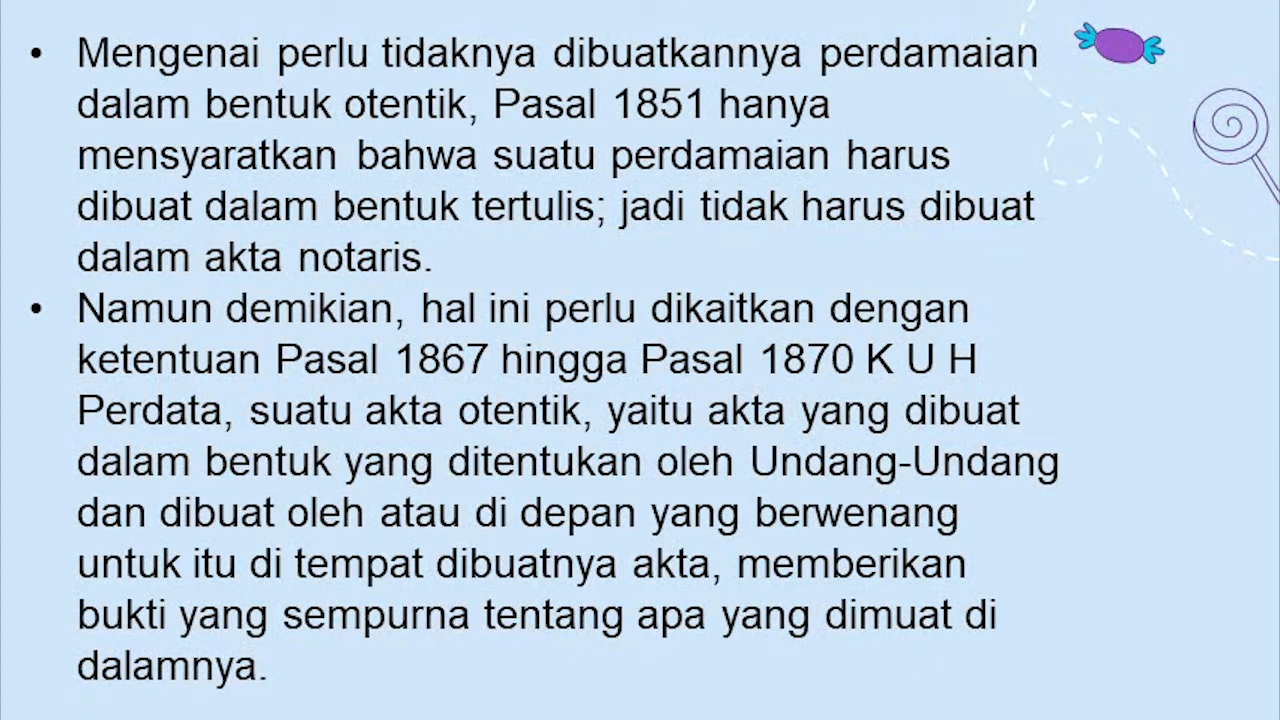 • Mengenai perlu tidaknya dibuatkannya perdamaian
dalam bentuk otentik, Pasal 1851 hanya
mensyaratkan bahwa suatu perdamaian harus
dibuat dalam bentuk tertulis; jadi tidak harus dibuat
dalam akta notaris.
• Namun demikian, hal ini perlu dikaitkan dengan
ketentuan Pasal 1867 hingga Pasal 1870 K U H
Perdata, suatu akta otentik, yaitu akta yang dibuat
dalam bentuk yang ditentukan oleh Undang-Undang
dan dibuat oleh atau di depan yang berwenang
untuk itu di tempat dibuatnya akta, memberikan
bukti yang sempurna tentang apa yang dimuat di
dalamnya.